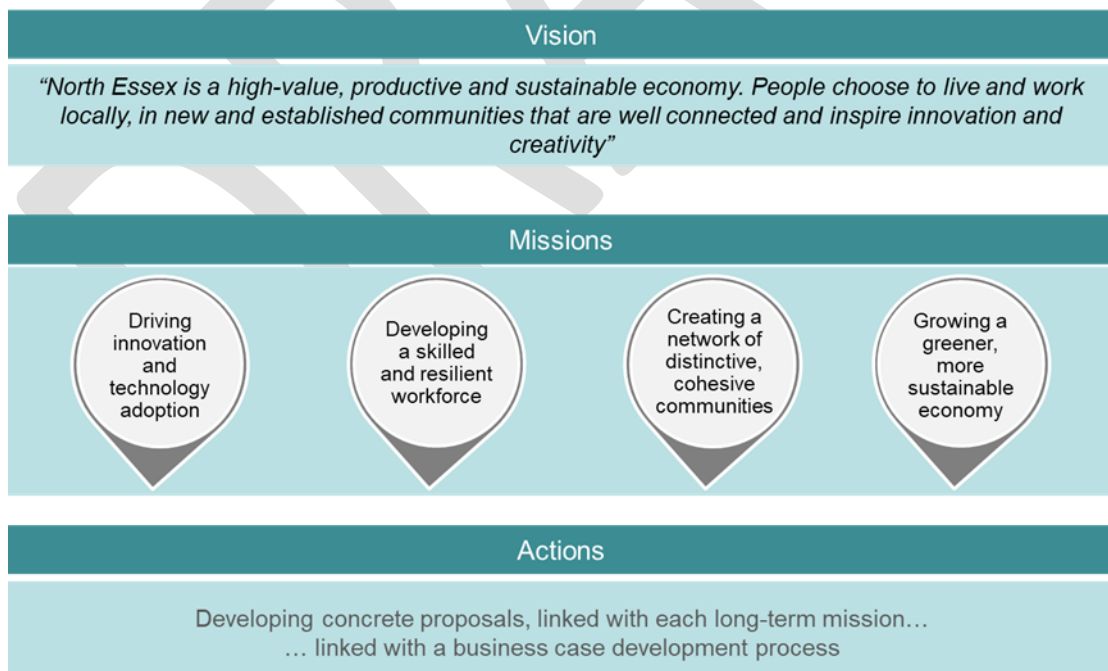 Vision
“North Essex is a high-value, productive and sustainable economy. People choose to live and work
locally, in new and established communities that are well connected and inspire innovation and
creativity”
Missions
Driving
innovation
and
technology
adoption
Developing
a skilled
and resilient
workforce
Creating a
network of
distinctive,
cohesive
communities
Growing a
greener,
more
sustainable
economy
Actions
Developing concrete proposals, linked with each long-term mission…
… linked with a business case development process